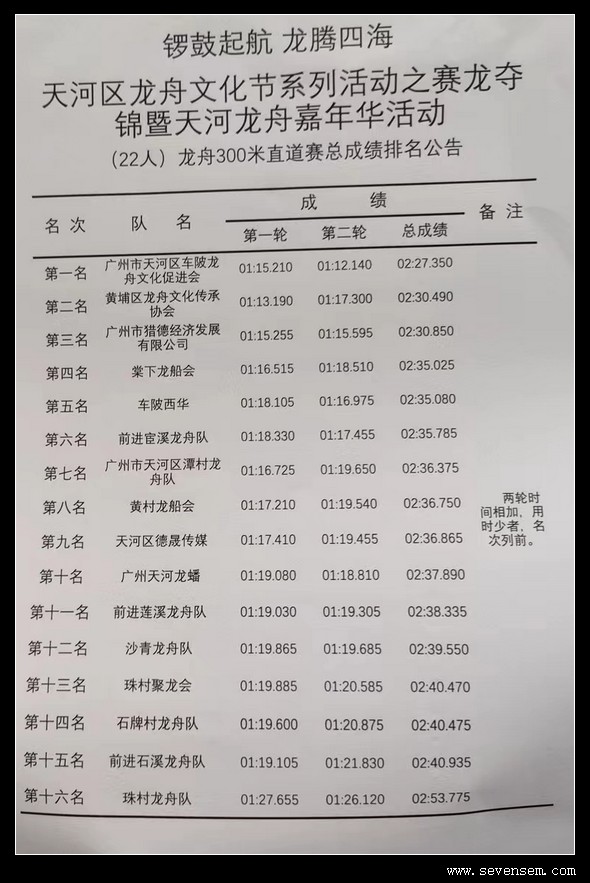 锣鼓起航 龙腾四海
天河区龙舟文化节系列活动之赛龙夺
锦暨天河龙舟嘉年华活动
（22人）龙舟300米直道赛总成绩排名公告
名 次 队 名 成 绩 备 注
第一轮 第二轮 总成绩
第一名 广州市天河区车陂龙 01:15.210 01:12.140 02:27.350
舟文化促进会
第二名 黄埔区龙舟文化传承 01:13.190 01:17.300 02:30.490
协会
第三名 广州市猎德经济发展 01:15.255 01:15.595 02:30.850
有限公司
第四名 棠下龙船会 01:16.515 01:18.510 02:35.025
第五名 车陂西华 01:18.105 01:16.975 02:35.080
第六名 前进宦溪龙舟队 01:18.330 01:17.455 02:35.785
第七名 广州市天河区潭村龙 01:16.725 01:19.650 02:36.375
舟队
第八名 黄村龙船会 01:17.210 01:19.540 02:36.750
第九名 天河区德晟传媒 01:17.410 01:19.455 02:36.865
两轮时
间相加，用
时少者，名
次列前。
第十名 广州天河龙蟠 01:19.080 01:18.810 02:37.890
第十一名 前进莲溪龙舟队 01:19.030 01:19.305 02:38.335
第十二名 沙青龙舟队 01:19.865 01:19.685 02:39.550
第十三名 珠村聚龙会 01:19.885 01:20.585 02:40.470
第十四名 石牌村龙舟队 01:19.600 01:20.875 02:40.475
第十五名 前进石溪龙舟队 01:19.105 01:21.830 02:40.935
第十六名 珠村龙舟队 01:27.655 01:26.120 02:53.775
www.sevensem.com